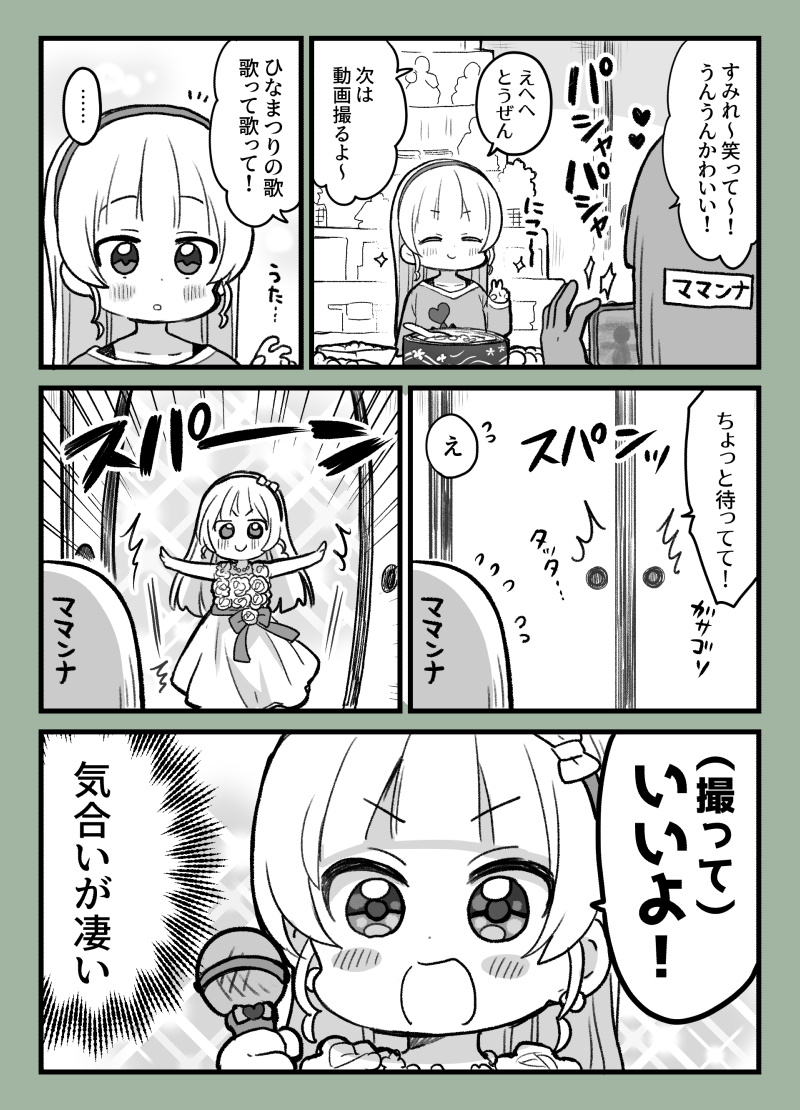 すみれ〜笑って〜!
うんうんかわいい!
パシャパシャ
ママンナ
えへへ
とうぜん
にこー
次は
動画撮るよ〜
ひなまつりの歌
歌って歌って!
……
うた…
ちょっと待ってて!
ガサゴソ
スパンッ
ダッダッ…
え
ママンナ
スパーーン
ママンナ
(撮って)
いいよ!
気合いが凄い